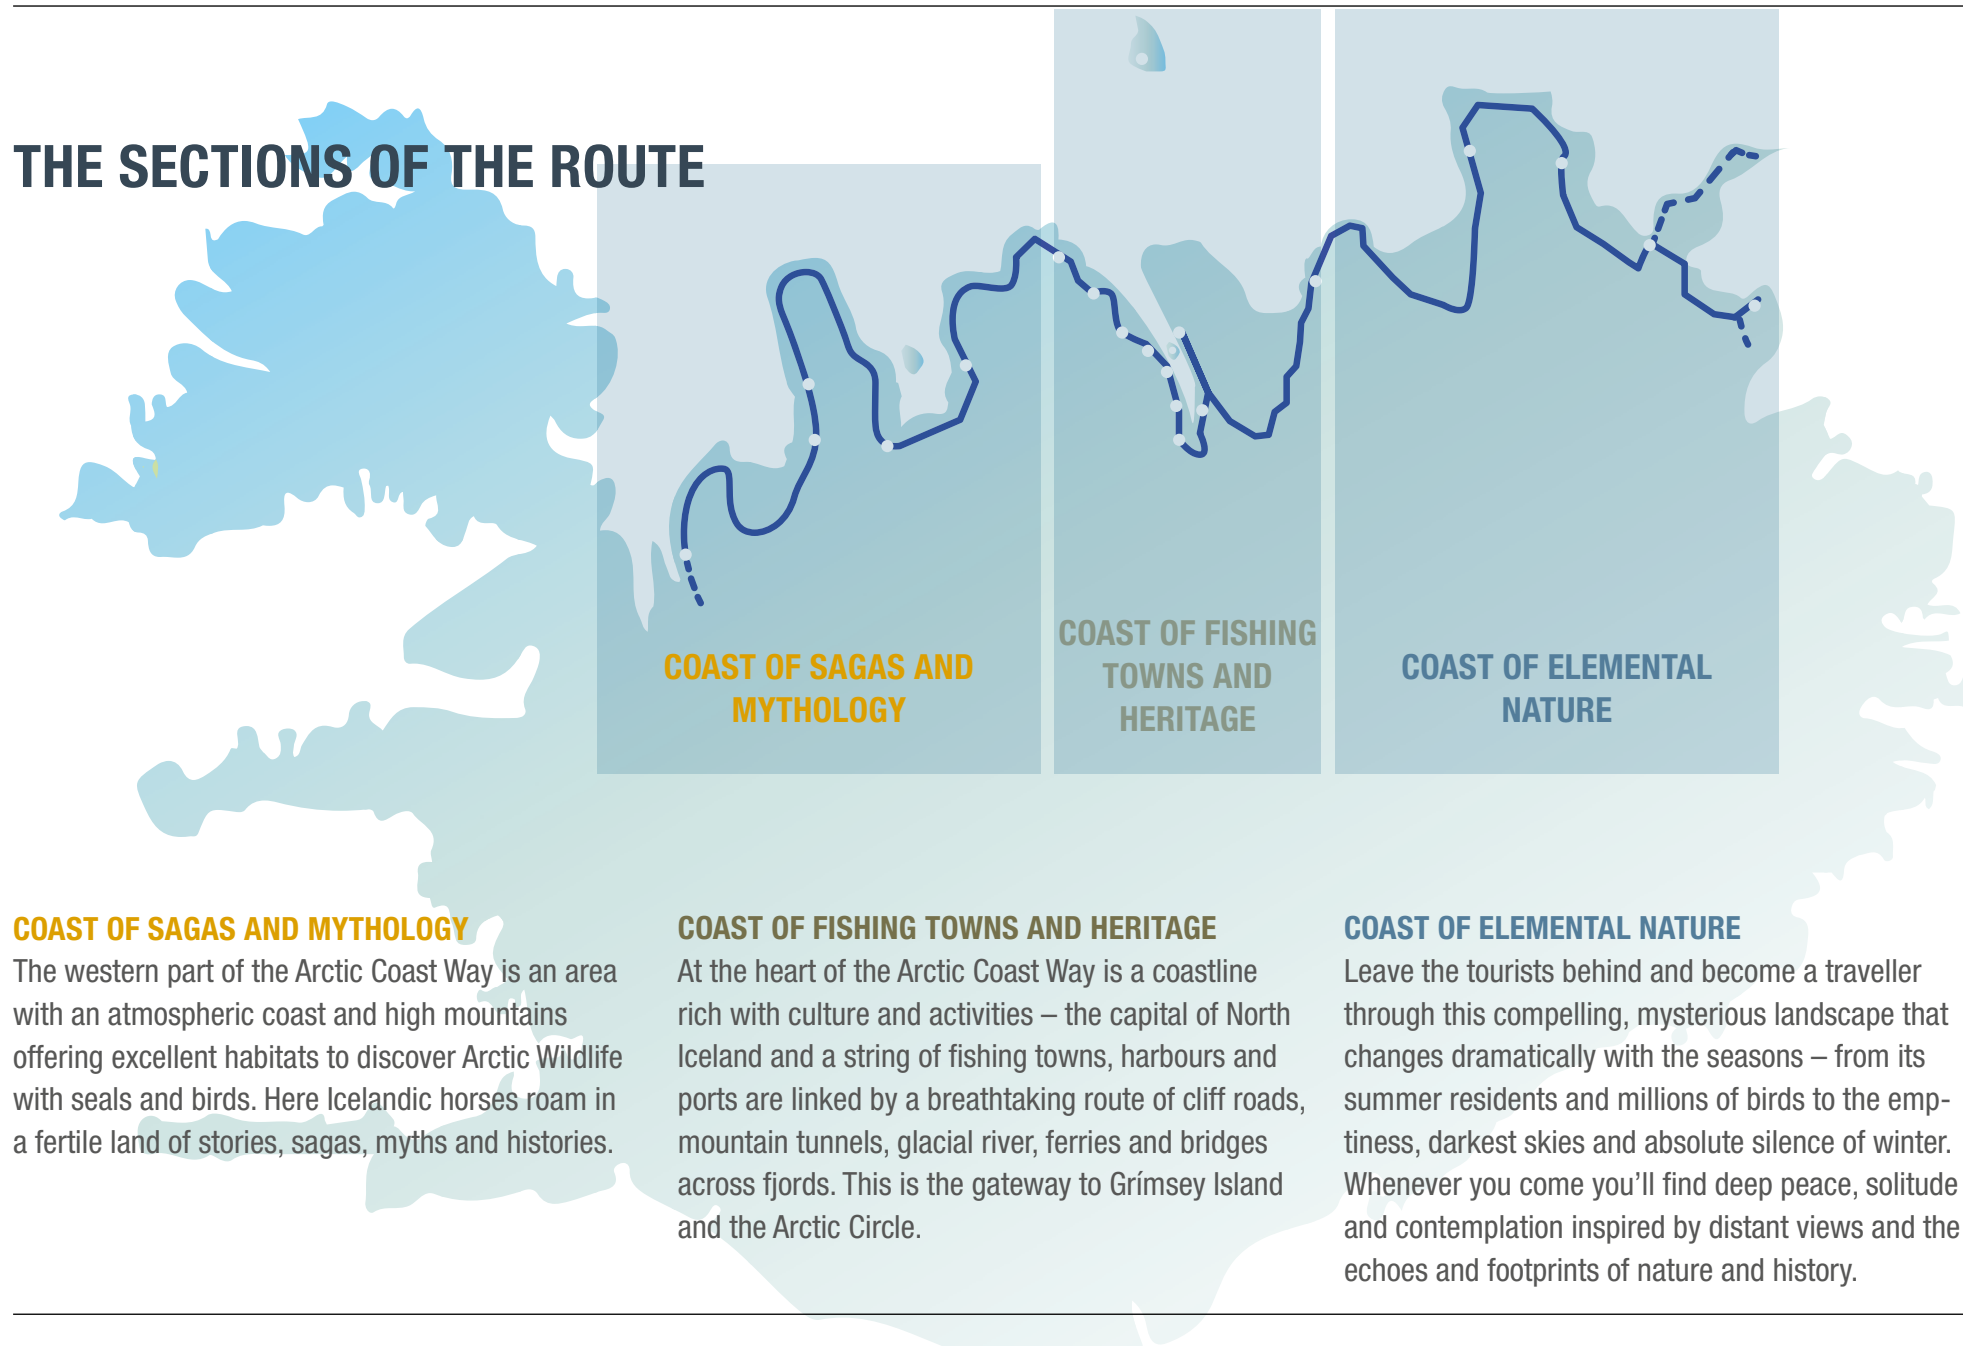 THE SECTIONS OF THE ROUTE
COAST OF SAGAS AND
MYTHOLOGY
COAST OF FISHING
TOWNS AND
HERITAGE
COAST OF ELEMENTAL
NATURE
COAST OF SAGAS AND MYTHOLOGY
The western part of the Arctic Coast Way is an area
with an atmospheric coast and high mountains
offering excellent habitats to discover Arctic Wildlife
with seals and birds. Here Icelandic horses roam in
a fertile land of stories, sagas, myths and histories.
COAST OF FISHING TOWNS AND HERITAGE
At the heart of the Arctic Coast Way is a coastline
rich with culture and activities – the capital of North
Iceland and a string of fishing towns, harbours and
ports are linked by a breathtaking route of cliff roads,
mountain tunnels, glacial river, ferries and bridges
across fjords. This is the gateway to Grímsey Island
and the Arctic Circle.
COAST OF ELEMENTAL NATURE
Leave the tourists behind and become a traveller
through this compelling, mysterious landscape that
changes dramatically with the seasons – from its
summer residents and millions of birds to the emp-
tiness, darkest skies and absolute silence of winter.
Whenever you come you’ll find deep peace, solitude
and contemplation inspired by distant views and the
echoes and footprints of nature and history.